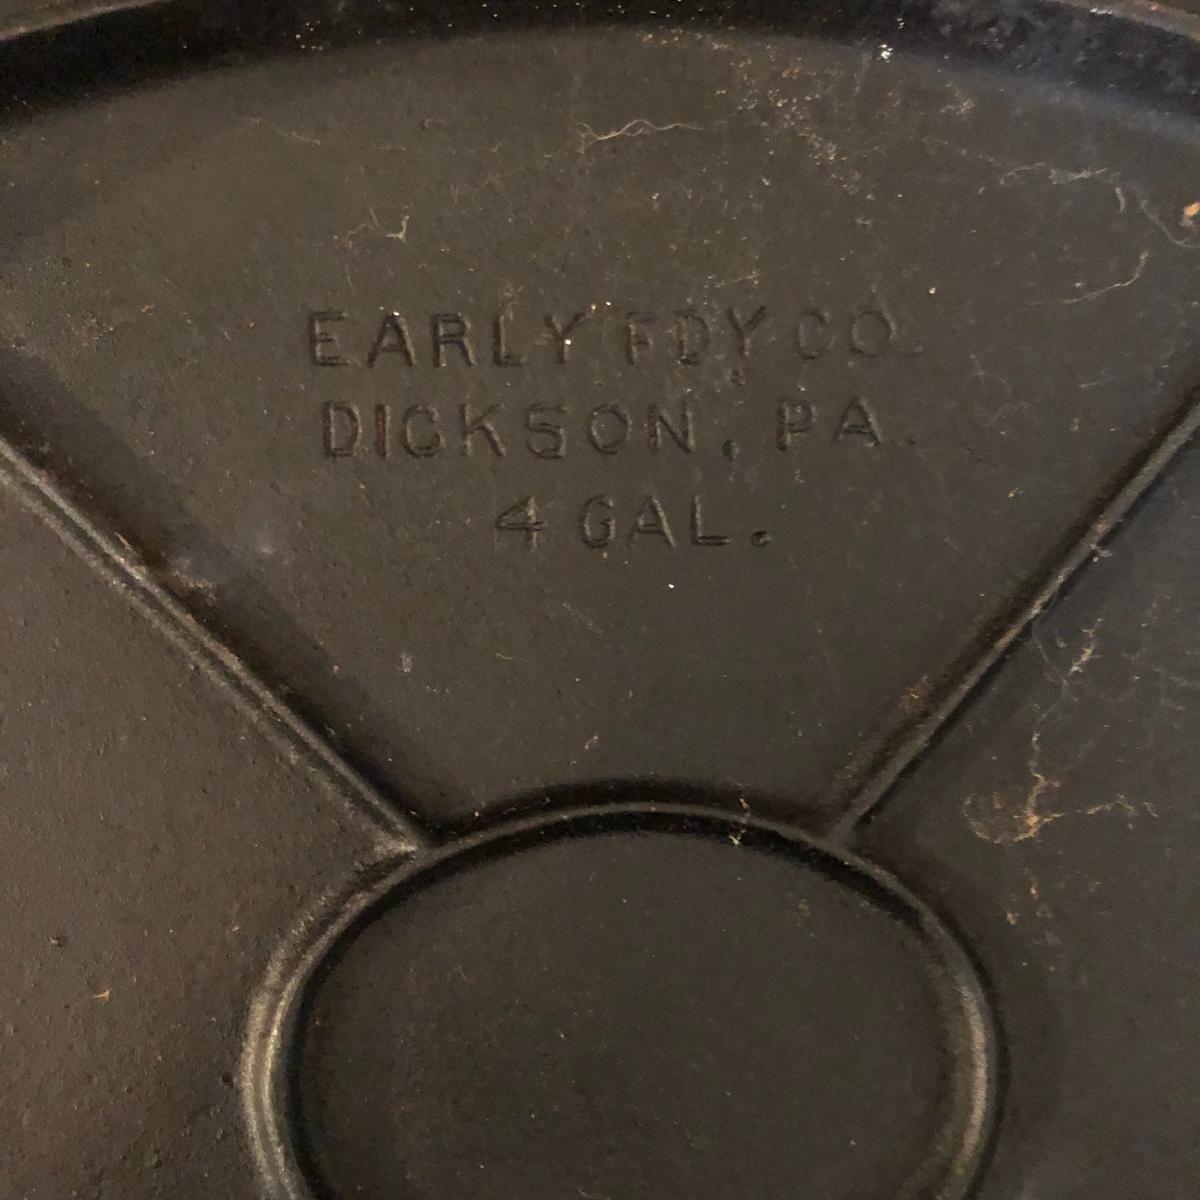 EARLY FDY CO.
DICKSON, PA.
4 GAL.